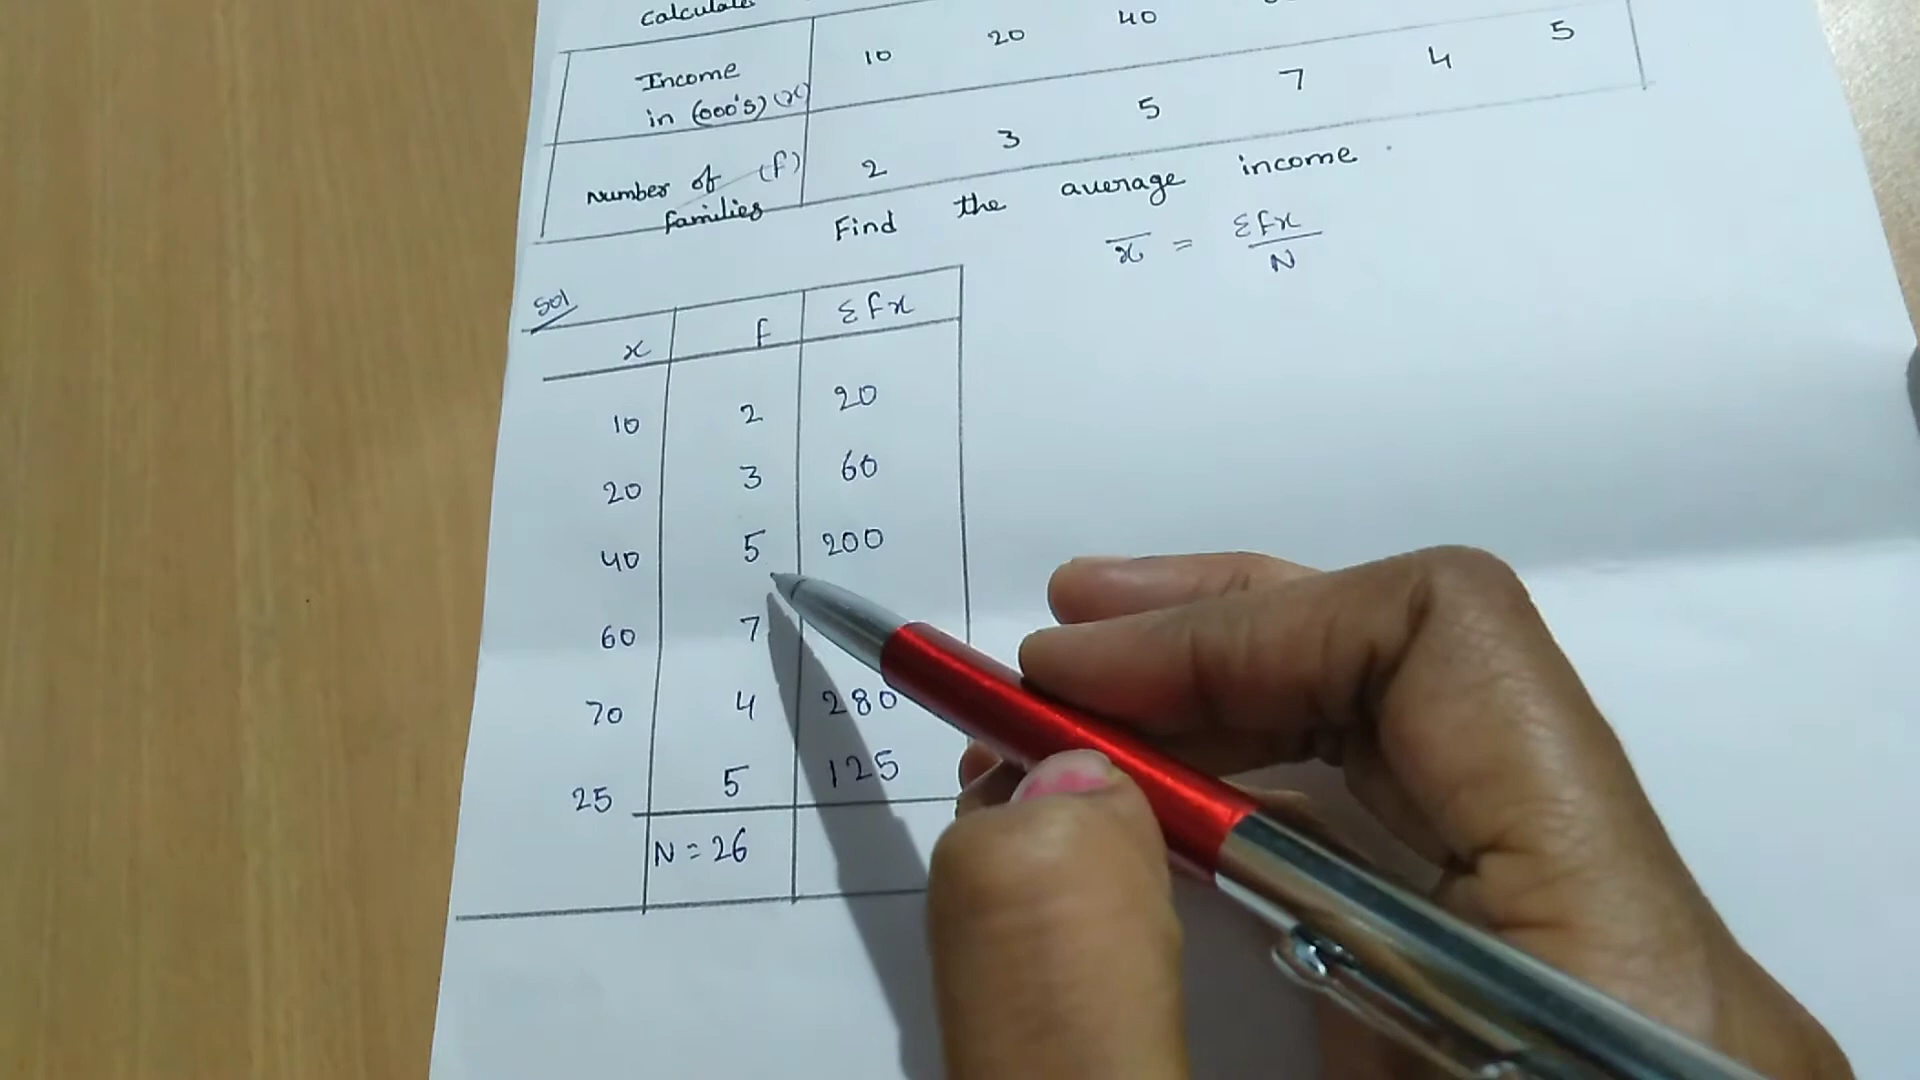 Calculate
Income in (000's) (x) 10 20 40
Number of families (f) 2 3 5 7 4 5
Find the average income.
x̄ = Σfx / N
Sol
x f Σfx
10 2 20
20 3 60
40 5 200
60 7
70 4 280
25 5 125
N = 26